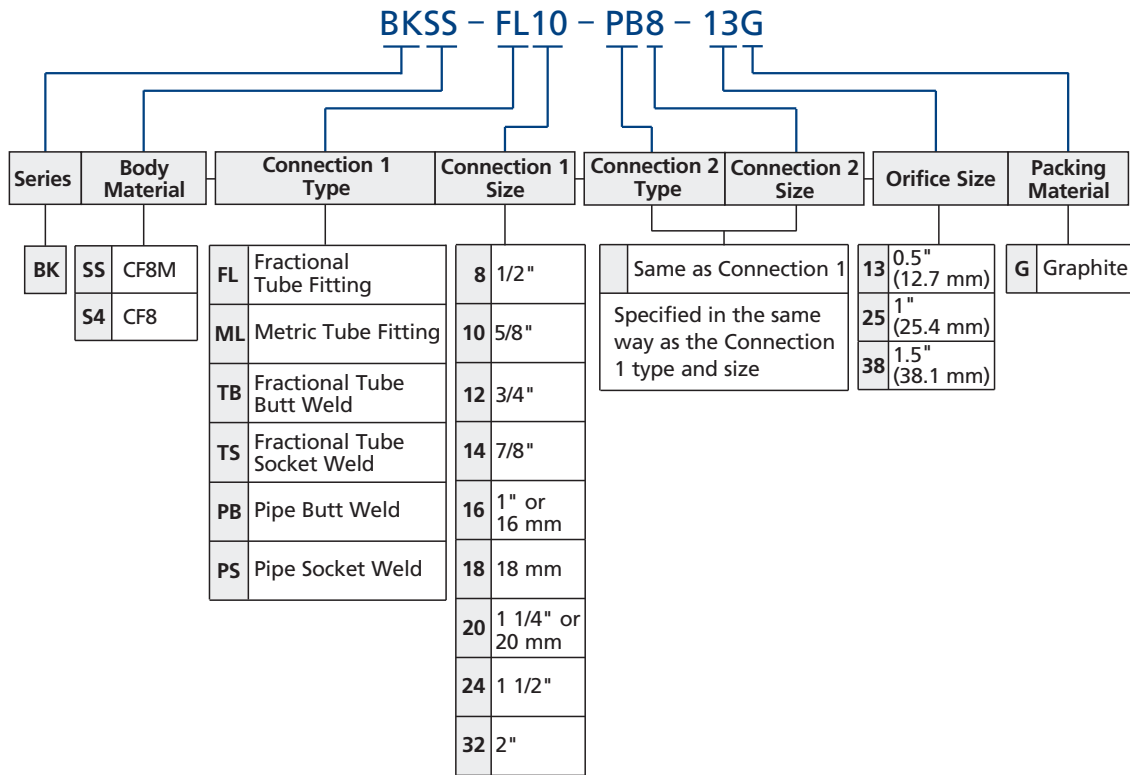 BKSS - FL10 - PB8 - 13G
Series
Body
Material
Connection 1
Type
Connection 1
Size
Connection 2
Type
Connection 2
Size
Orifice Size
Packing
Material
BK
SS CF8M
S4 CF8
FL Fractional
Tube Fitting
ML Metric Tube Fitting
TB Fractional Tube
Butt Weld
TS Fractional Tube
Socket Weld
PB Pipe Butt Weld
PS Pipe Socket Weld
8 1/2"
10 5/8"
12 3/4"
14 7/8"
16 1" or
16 mm
18 18 mm
20 1 1/4" or
20 mm
24 1 1/2"
32 2"
Same as Connection 1
Specified in the same
way as the Connection
1 type and size
13 0.5"
(12.7 mm)
25 1"
(25.4 mm)
38 1.5"
(38.1 mm)
G Graphite